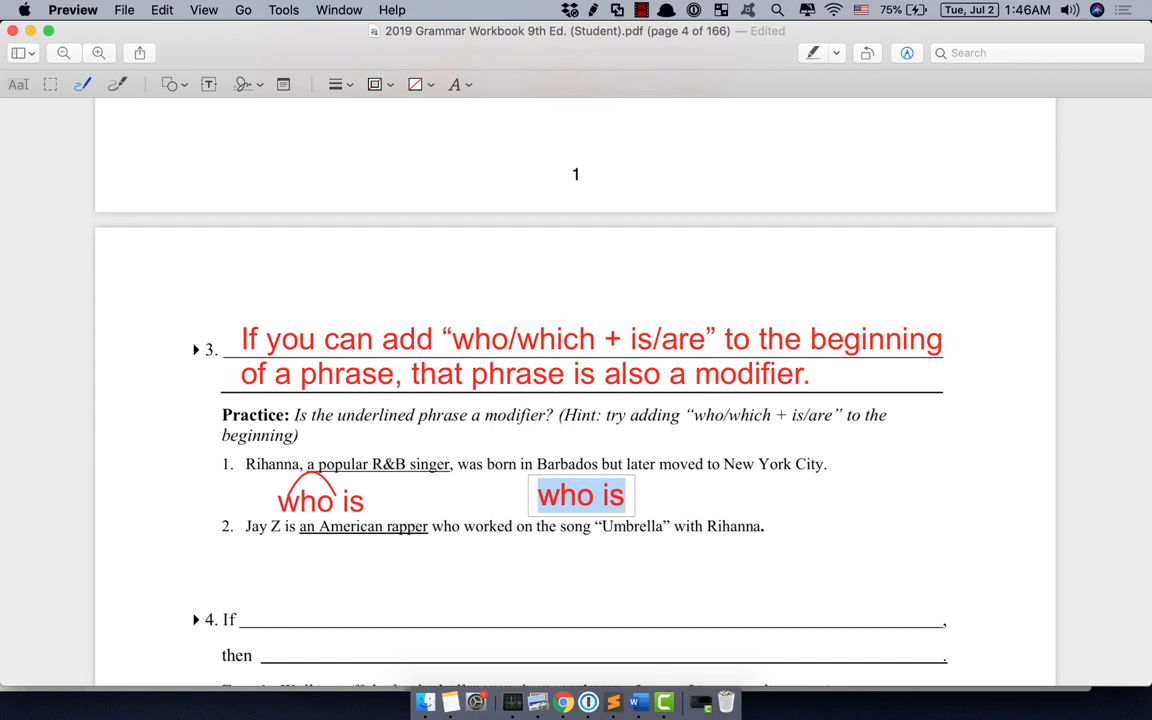 Preview File Edit View Go Tools Window Help 75% Tue, Jul 2 1:46AM
2019 Grammar Workbook 9th Ed. (Student).pdf (page 4 of 166) — Edited
Search
AaI T A
1
3. If you can add “who/which + is/are” to the beginning
of a phrase, that phrase is also a modifier.
Practice: Is the underlined phrase a modifier? (Hint: try adding “who/which + is/are” to the
beginning)
1. Rihanna, a popular R&B singer, was born in Barbados but later moved to New York City.
who is who is
2. Jay Z is an American rapper who worked on the song “Umbrella” with Rihanna.
4. If ,
then .